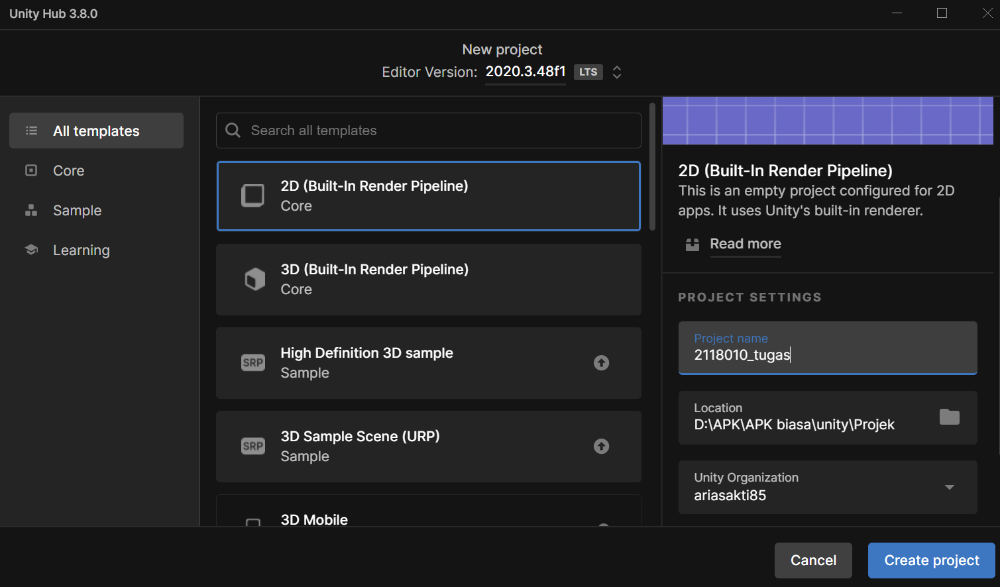 Unity Hub 3.8.0
New project
Editor Version: 2020.3.48f1 LTS
All templates
Core
Sample
Learning
Search all templates
2D (Built-In Render Pipeline)
Core
3D (Built-In Render Pipeline)
Core
SRP
High Definition 3D sample
Sample
SRP
3D Sample Scene (URP)
Sample
3D Mobile
2D (Built-In Render Pipeline)
This is an empty project configured for 2D
apps. It uses Unity's built-in renderer.
Read more
PROJECT SETTINGS
Project name
2118010_tugas
Location
D:\APK\APK biasa\unity\Projek
Unity Organization
ariasakti85
Cancel
Create project